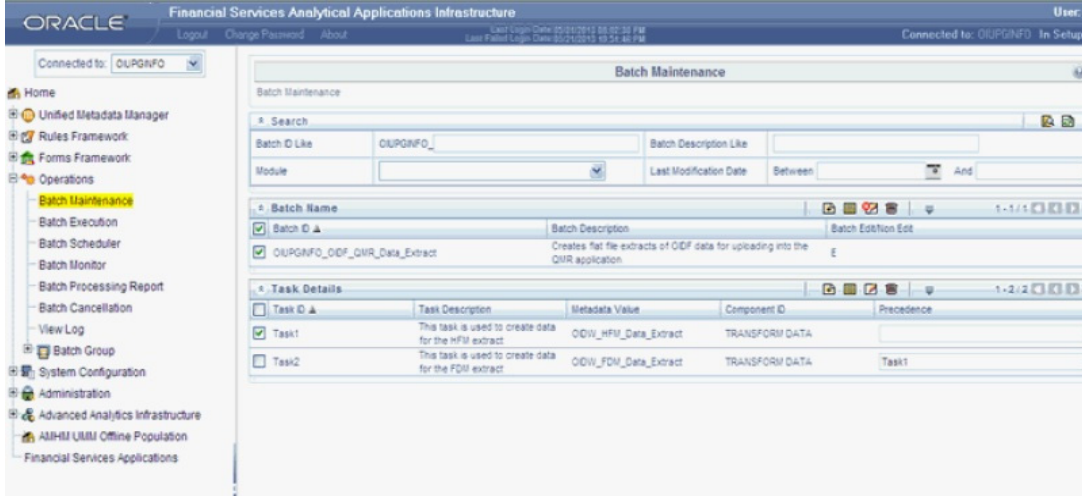 ORACLE
Financial Services Analytical Applications Infrastructure
User:
Logout Change Password About
Connected to: OIUPGINFO In Setup
Connected to: OIUPGINFO
Home
Unified Metadata Manager
Rules Framework
Forms Framework
Operations
Batch Maintenance
Batch Execution
Batch Scheduler
Batch Monitor
Batch Processing Report
Batch Cancellation
View Log
Batch Group
System Configuration
Administration
Advanced Analytics Infrastructure
AMHM UMM Offline Population
Financial Services Applications
Batch Maintenance
Batch Maintenance
Search
Batch ID Like OIUPGINFO_ Batch Description Like
Module Last Modification Date Between And
Batch Name 1-1/1
Batch ID Batch Description Batch Edit/Non Edit
OIUPGINFO_OIDF_QMR_Data_Extract Creates flat file extracts of OIDF data for uploading into the QMR application E
Task Details 1-2/2
Task ID Task Description Metadata Value Component ID Precedence
Task1 This task is used to create data for the HFM extract OIDW_HFM_Data_Extract TRANSFORM DATA
Task2 This task is used to create data for the FDM extract OIDW_FDM_Data_Extract TRANSFORM DATA Task1